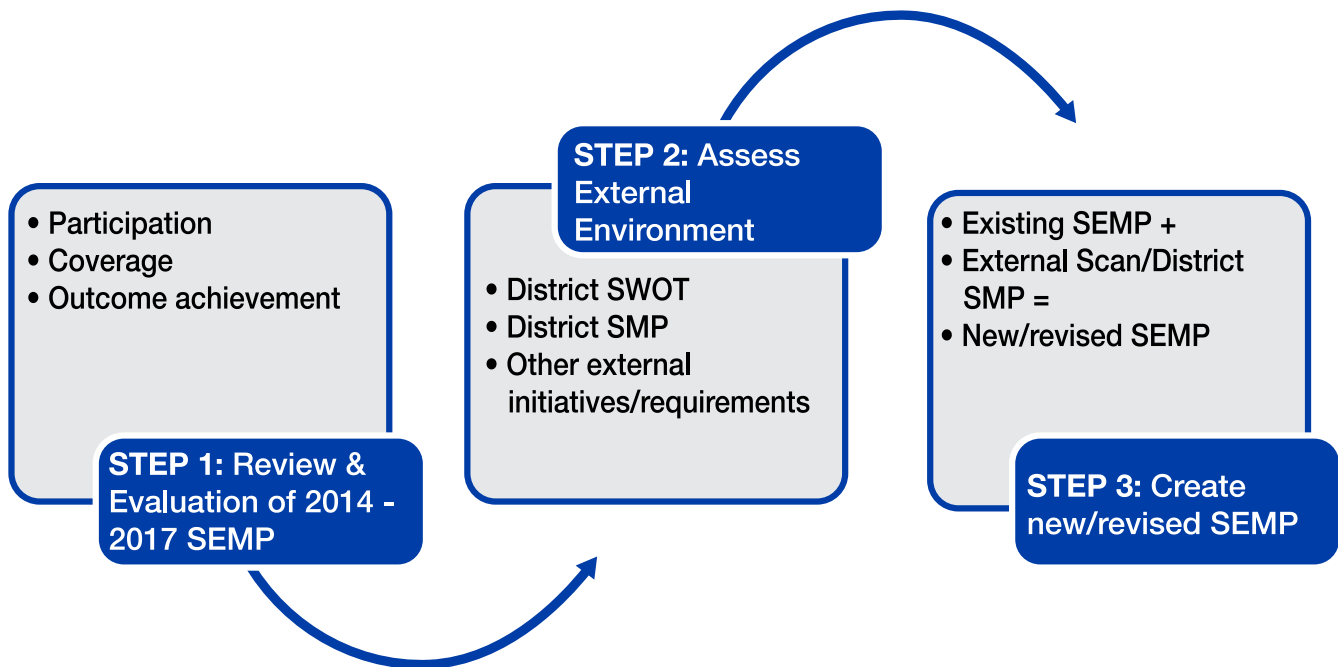 • Participation
• Coverage
• Outcome achievement
STEP 1: Review &
Evaluation of 2014 -
2017 SEMP
STEP 2: Assess
External
Environment
• District SWOT
• District SMP
• Other external
initiatives/requirements
• Existing SEMP +
• External Scan/District
SMP =
• New/revised SEMP
STEP 3: Create
new/revised SEMP